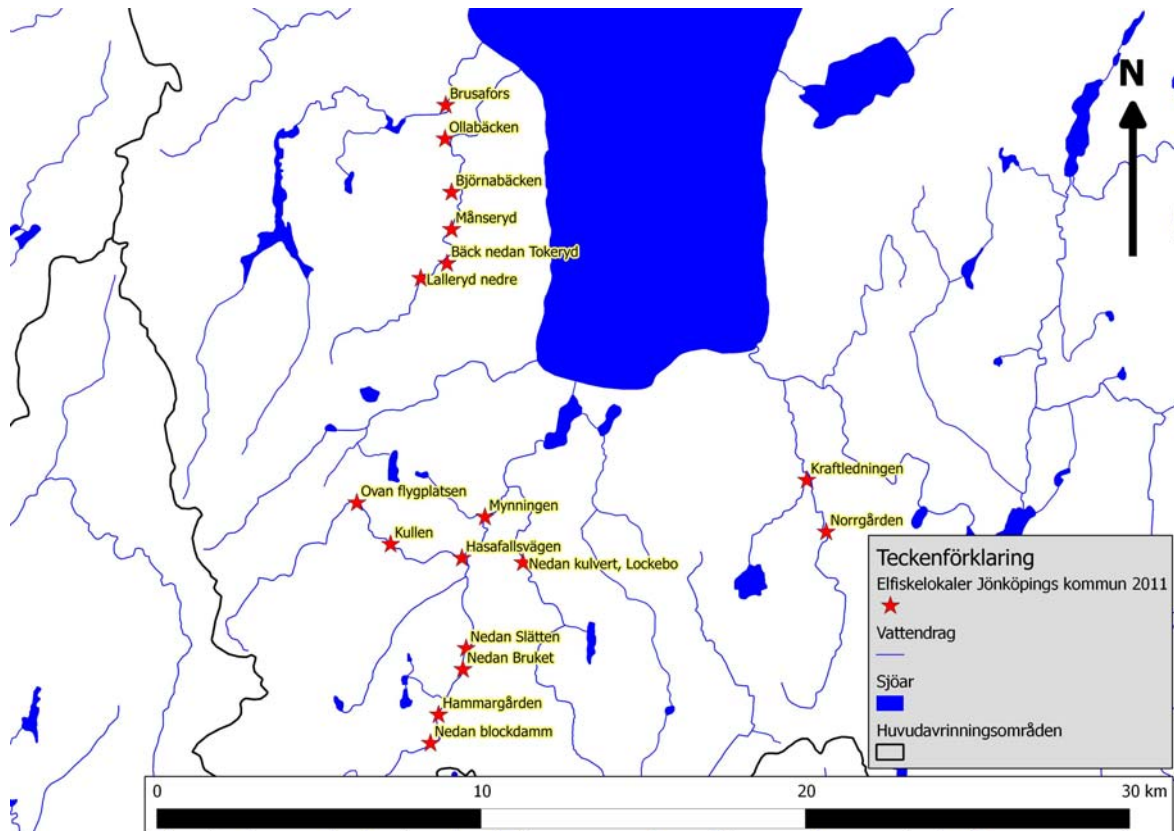 Brusafors
Ollabäcken
N
Björnabäcken
Månseryd
Bäck nedan Tokeryd
Lalleryd nedre
Kraftledningen
Ovan flygplatsen
Mynningen
Norrgården
Kullen
Hasafallsvägen
Nedan kulvert, Lockebo
Nedan Slätten
Nedan Bruket
Hammargården
Nedan blockdamm
Teckenförklaring
Elfiskelokaler Jönköpings kommun 2011
Vattendrag
Sjöar
Huvudavrinningsområden
0 10 20 30 km